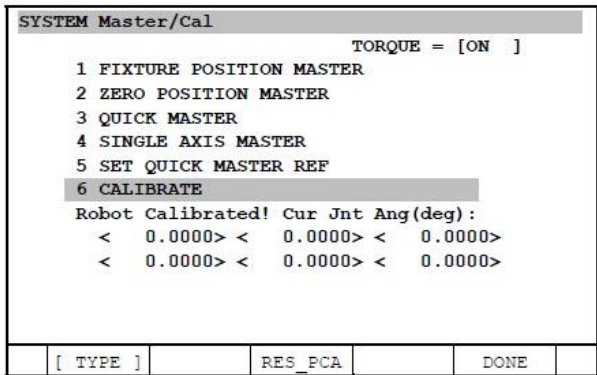 SYSTEM Master/Cal
TORQUE = [ON ]
1 FIXTURE POSITION MASTER
2 ZERO POSITION MASTER
3 QUICK MASTER
4 SINGLE AXIS MASTER
5 SET QUICK MASTER REF
6 CALIBRATE
Robot Calibrated! Cur Jnt Ang(deg):
< 0.0000> < 0.0000> < 0.0000>
< 0.0000> < 0.0000> < 0.0000>
[ TYPE ] RES_PCA DONE